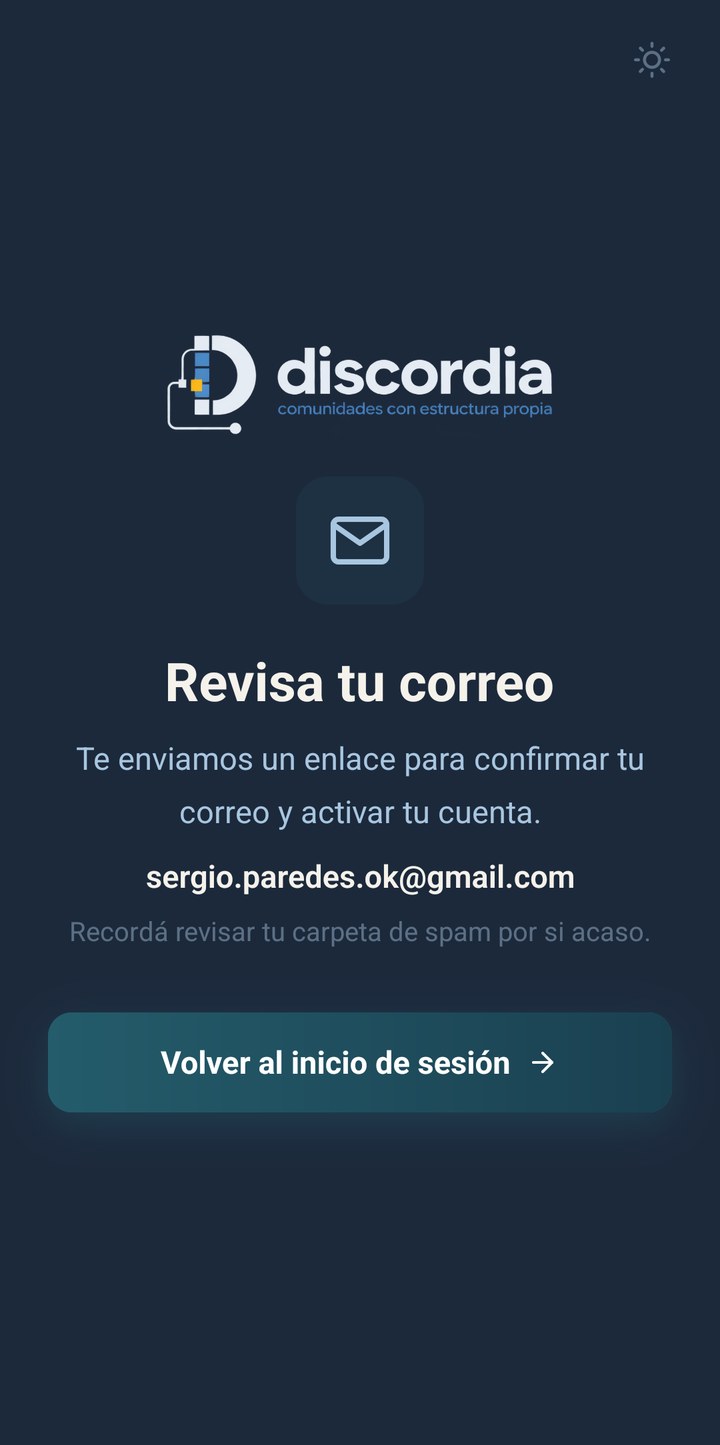 discordia
comunidades con estructura propia
Revisa tu correo
Te enviamos un enlace para confirmar tu
correo y activar tu cuenta.
sergio.paredes.ok@gmail.com
Recordá revisar tu carpeta de spam por si acaso.
Volver al inicio de sesión →